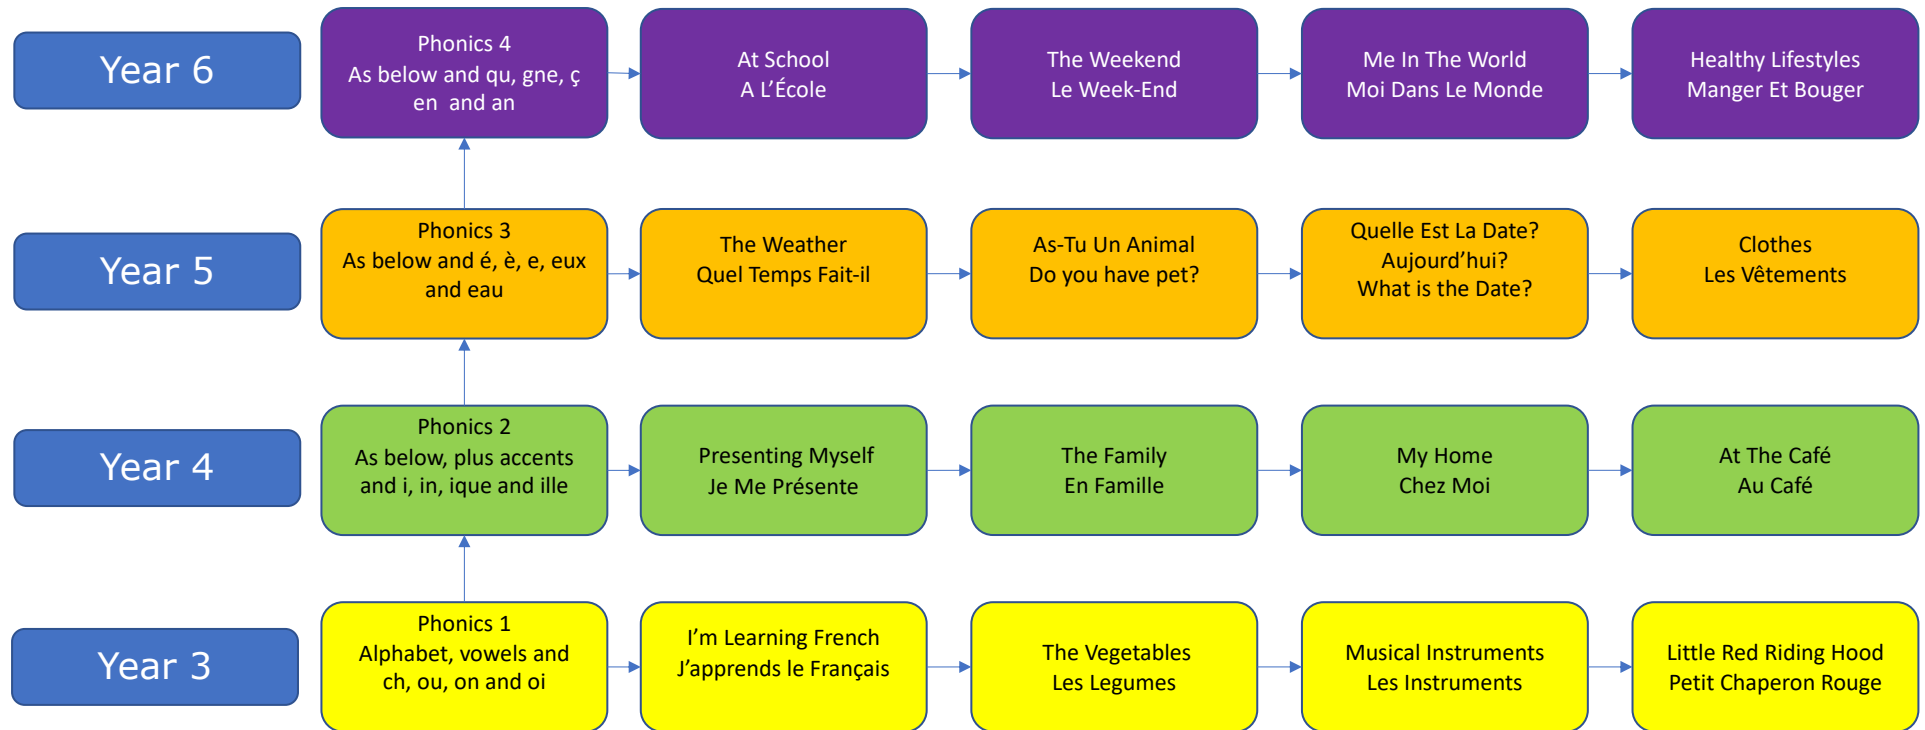 Year 6
Phonics 4
As below and qu, gne, ç
en and an
At School
A L’École
The Weekend
Le Week-End
Me In The World
Moi Dans Le Monde
Healthy Lifestyles
Manger Et Bouger
Year 5
Phonics 3
As below and é, è, e, eux
and eau
The Weather
Quel Temps Fait-il
As-Tu Un Animal
Do you have pet?
Quelle Est La Date?
Aujourd’hui?
What is the Date?
Clothes
Les Vêtements
Year 4
Phonics 2
As below, plus accents
and i, in, ique and ille
Presenting Myself
Je Me Présente
The Family
En Famille
My Home
Chez Moi
At The Café
Au Café
Year 3
Phonics 1
Alphabet, vowels and
ch, ou, on and oi
I’m Learning French
J’apprends le Français
The Vegetables
Les Legumes
Musical Instruments
Les Instruments
Little Red Riding Hood
Petit Chaperon Rouge